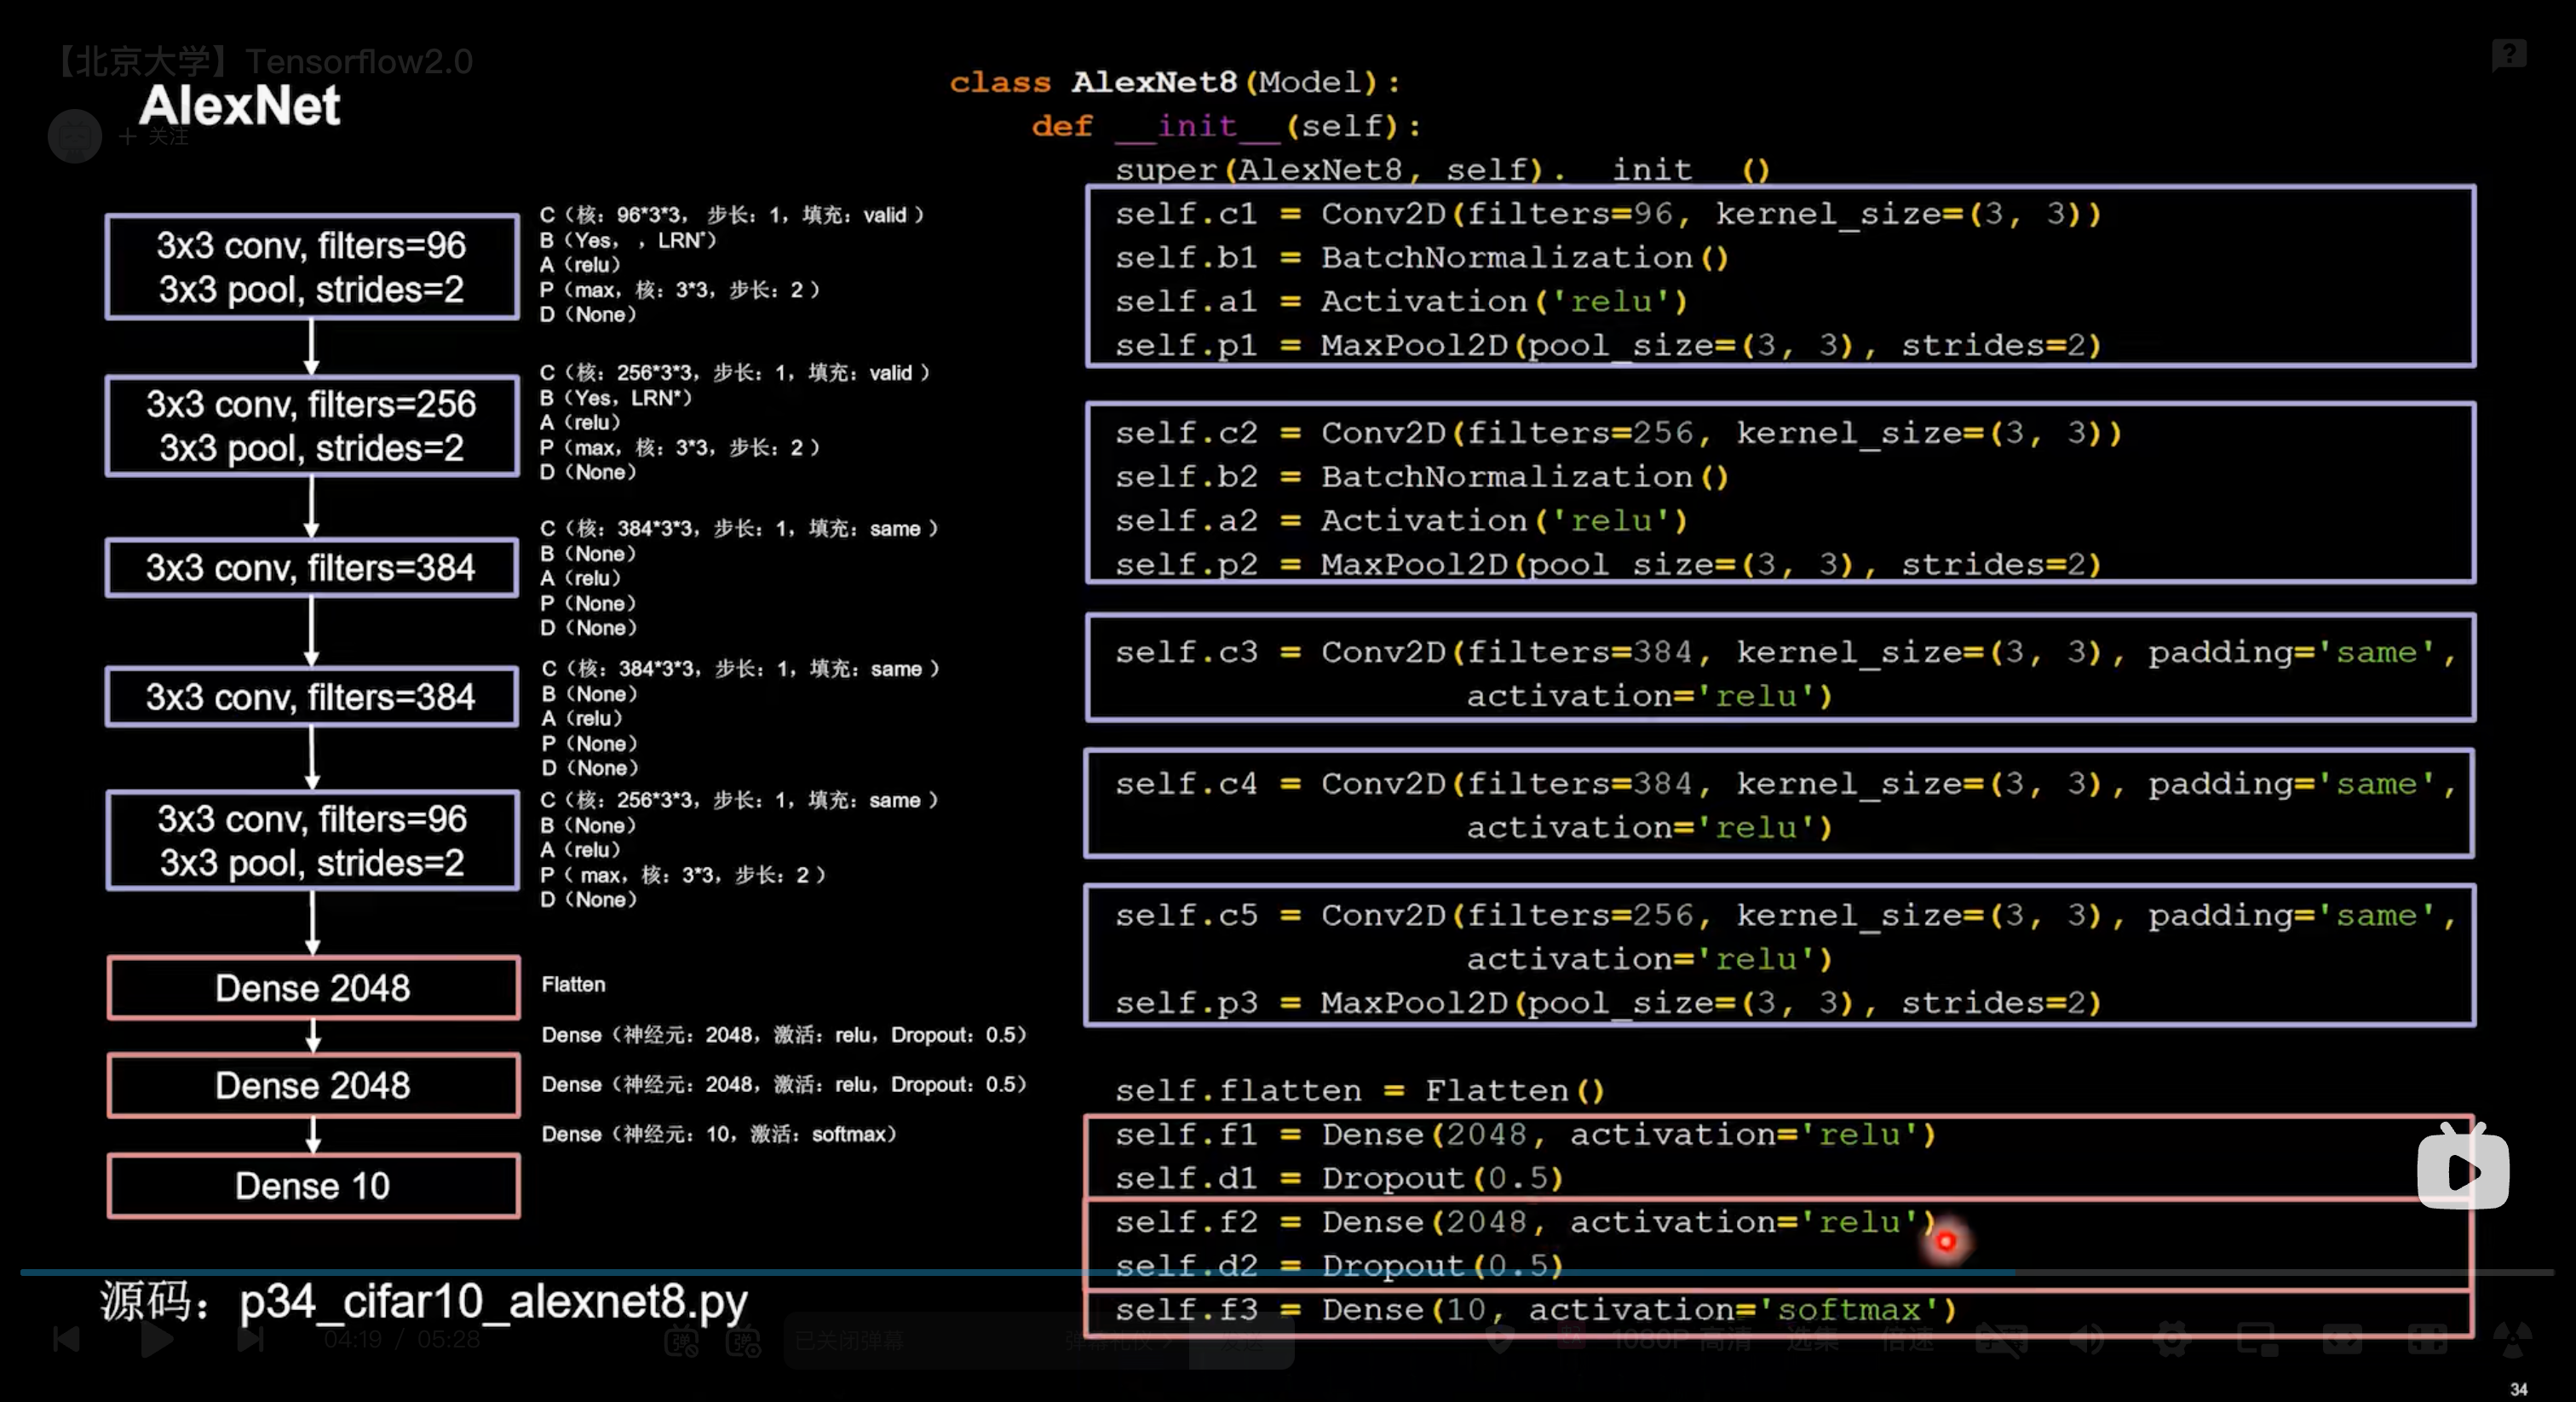 【北京大学】Tensorflow2.0
AlexNet
+ 关注
3x3 conv, filters=96
3x3 pool, strides=2
C（核：96*3*3，步长：1，填充：valid ）
B（Yes，，LRN*）
A（relu）
P（max，核：3*3，步长：2 ）
D（None）
3x3 conv, filters=256
3x3 pool, strides=2
C（核：256*3*3，步长：1，填充：valid ）
B（Yes，LRN*）
A（relu）
P（max，核：3*3，步长：2 ）
D（None）
3x3 conv, filters=384
C（核：384*3*3，步长：1，填充：same ）
B（None）
A（relu）
P（None）
D（None）
3x3 conv, filters=384
C（核：384*3*3，步长：1，填充：same ）
B（None）
A（relu）
P（None）
D（None）
3x3 conv, filters=96
3x3 pool, strides=2
C（核：256*3*3，步长：1，填充：same ）
B（None）
A（relu）
P（ max，核：3*3，步长：2 ）
D（None）
Dense 2048
Flatten
Dense（神经元：2048，激活：relu，Dropout：0.5）
Dense 2048
Dense（神经元：2048，激活：relu，Dropout：0.5）
Dense（神经元：10，激活：softmax）
Dense 10
源码：p34_cifar10_alexnet8.py
class AlexNet8(Model):
def __init__(self):
super(AlexNet8, self).__init__()
self.c1 = Conv2D(filters=96, kernel_size=(3, 3))
self.b1 = BatchNormalization()
self.a1 = Activation('relu')
self.p1 = MaxPool2D(pool_size=(3, 3), strides=2)
self.c2 = Conv2D(filters=256, kernel_size=(3, 3))
self.b2 = BatchNormalization()
self.a2 = Activation('relu')
self.p2 = MaxPool2D(pool_size=(3, 3), strides=2)
self.c3 = Conv2D(filters=384, kernel_size=(3, 3), padding='same',
activation='relu')
self.c4 = Conv2D(filters=384, kernel_size=(3, 3), padding='same',
activation='relu')
self.c5 = Conv2D(filters=256, kernel_size=(3, 3), padding='same',
activation='relu')
self.p3 = MaxPool2D(pool_size=(3, 3), strides=2)
self.flatten = Flatten()
self.f1 = Dense(2048, activation='relu')
self.d1 = Dropout(0.5)
self.f2 = Dense(2048, activation='relu')
self.d2 = Dropout(0.5)
self.f3 = Dense(10, activation='softmax')
04:19 / 05:28
已关闭弹幕
1080P 高清
选集
倍速
34